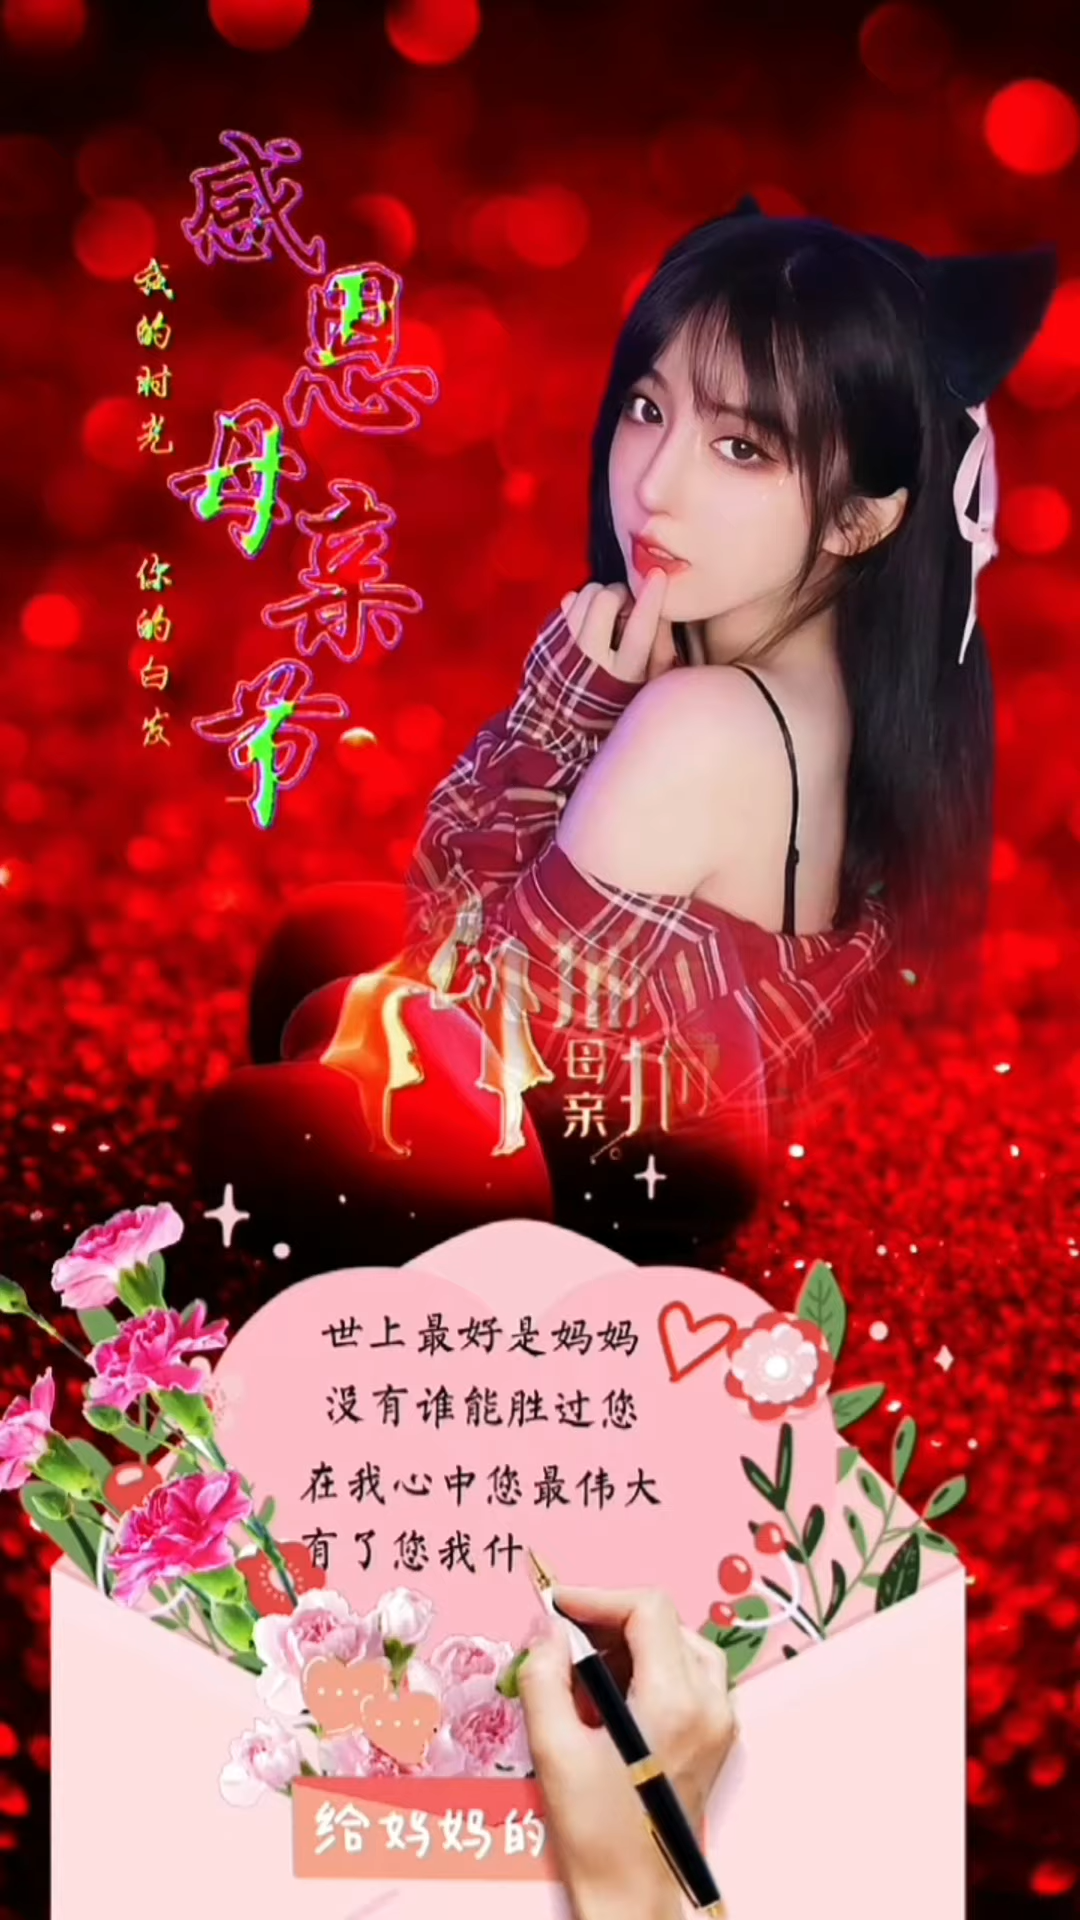 感恩母亲节
我的时光
你的白发
母亲
世上最好是妈妈
没有谁能胜过您
在我心中您最伟大
有了您我什
给妈妈的